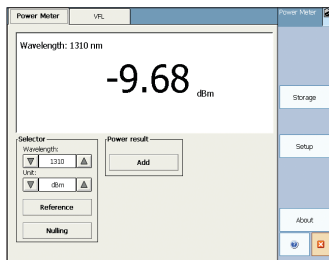 Power Meter
VFL
Power Meter
Wavelength: 1310 nm
-9.68 dBm
Storage
Selector
Power result
Wavelength:
1310
Add
Setup
Unit:
dBm
Reference
Nulling
About